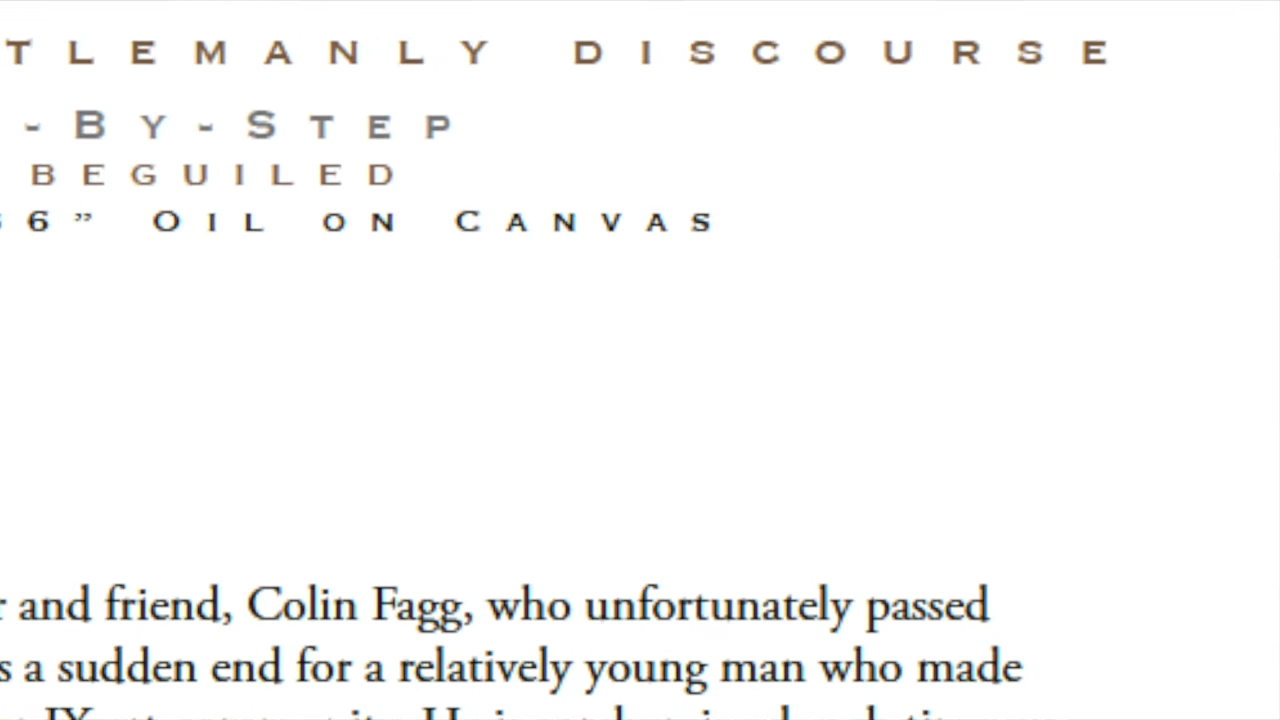 TLEMANLY DISCOURSE
-By-Step
BEGUILED
6” Oil on Canvas
and friend, Colin Fagg, who unfortunately passed
s a sudden end for a relatively young man who made